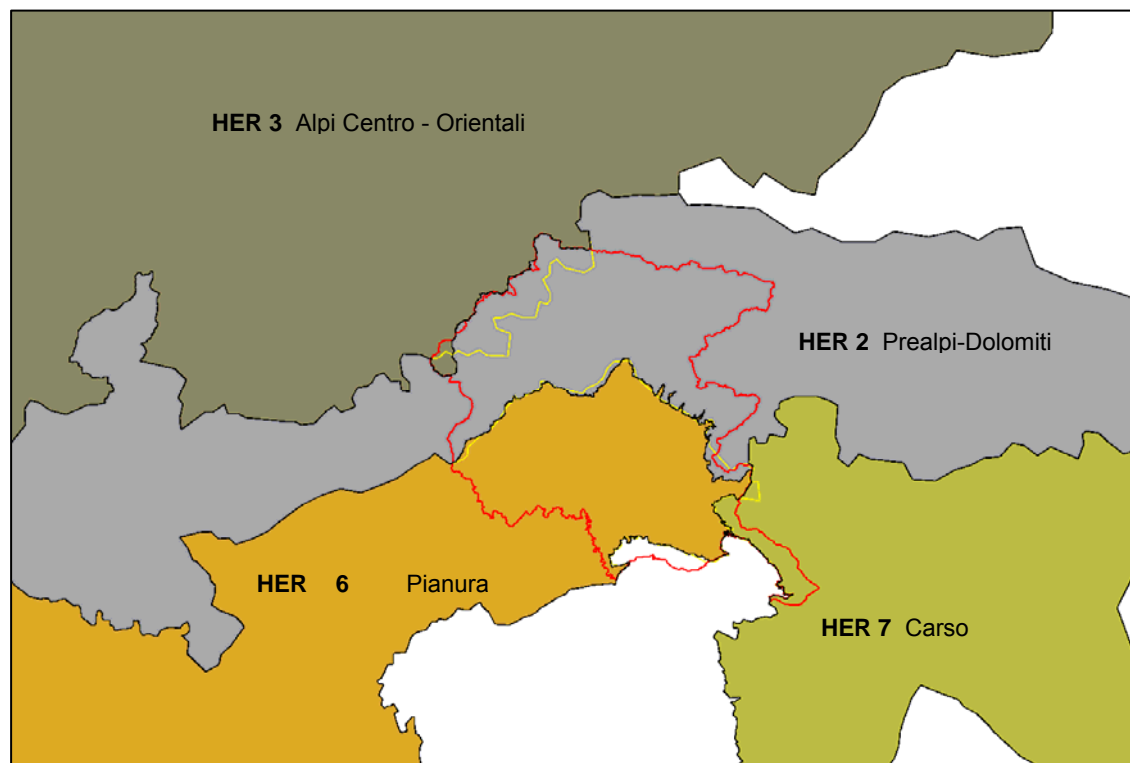 HER 3 Alpi Centro - Orientali
HER 2 Prealpi-Dolomiti
HER 6 Pianura
HER 7 Carso